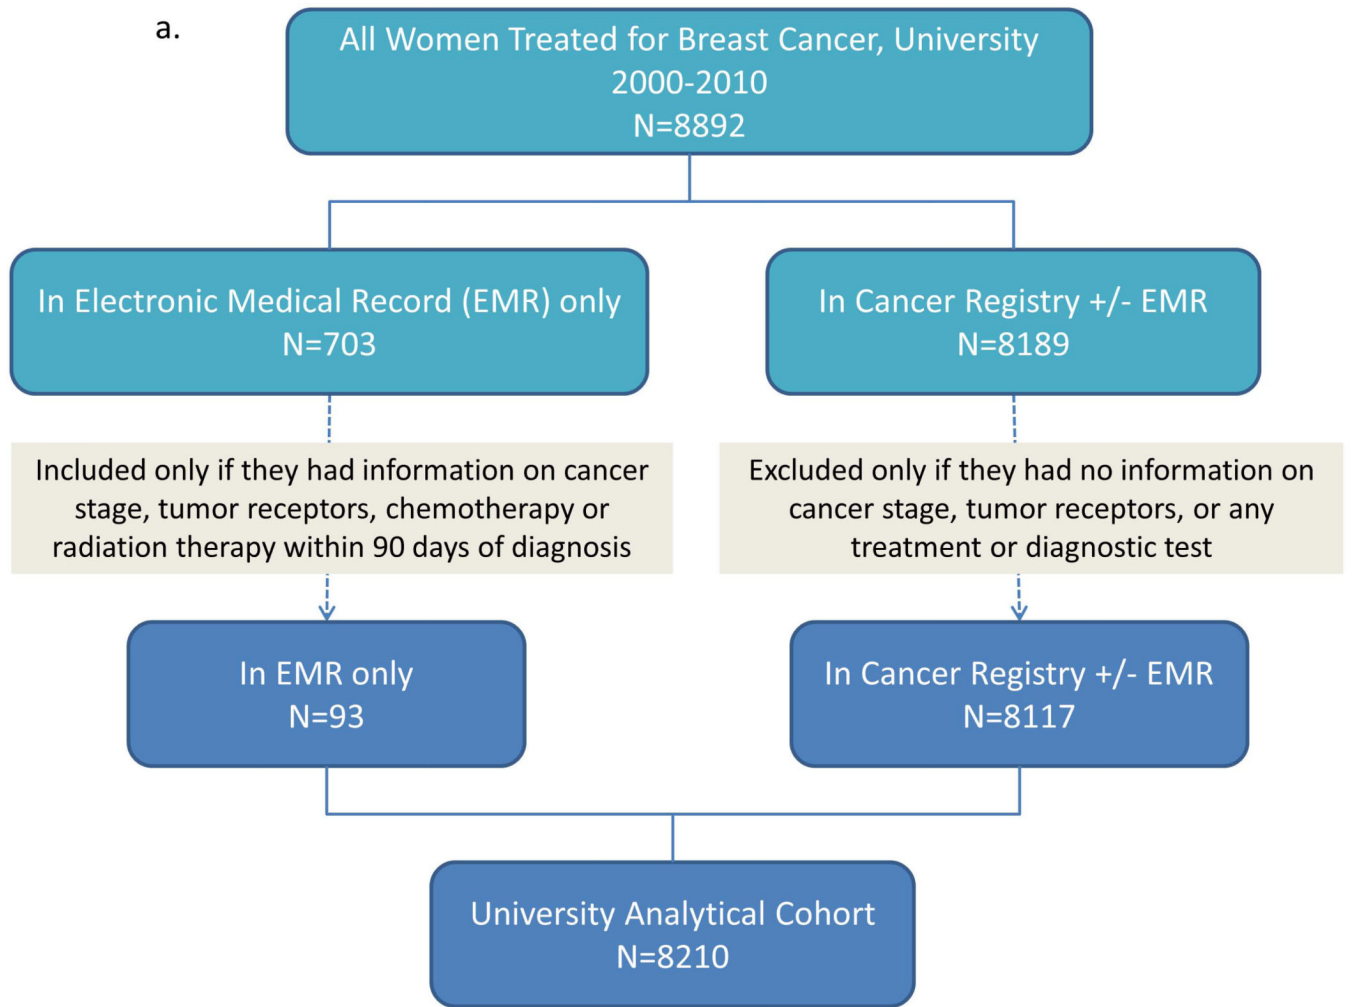 a.
All Women Treated for Breast Cancer, University
2000-2010
N=8892
In Electronic Medical Record (EMR) only
N=703
In Cancer Registry +/- EMR
N=8189
Included only if they had information on cancer
stage, tumor receptors, chemotherapy or
radiation therapy within 90 days of diagnosis
Excluded only if they had no information on
cancer stage, tumor receptors, or any
treatment or diagnostic test
In EMR only
N=93
In Cancer Registry +/- EMR
N=8117
University Analytical Cohort
N=8210